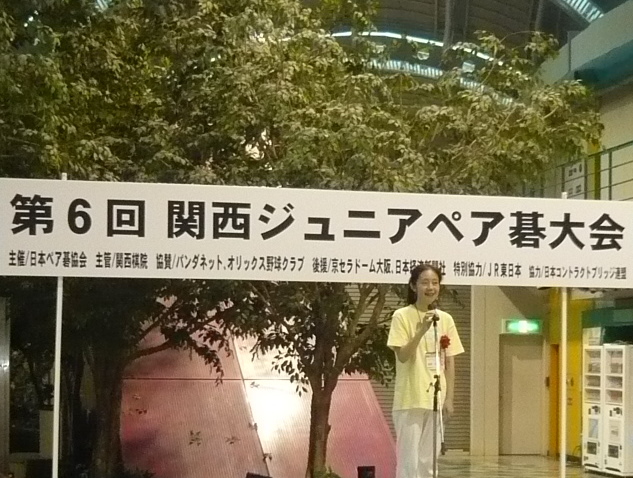 第6回 関西ジュニアペア碁大会
主催/日本ペア碁協会 主管/関西棋院 協賛/パンダネット、オリックス野球クラブ 後援/京セラドーム大阪、日本経済新聞社 特別協力/JR東日本 協力/日本コントラクトブリッジ連盟